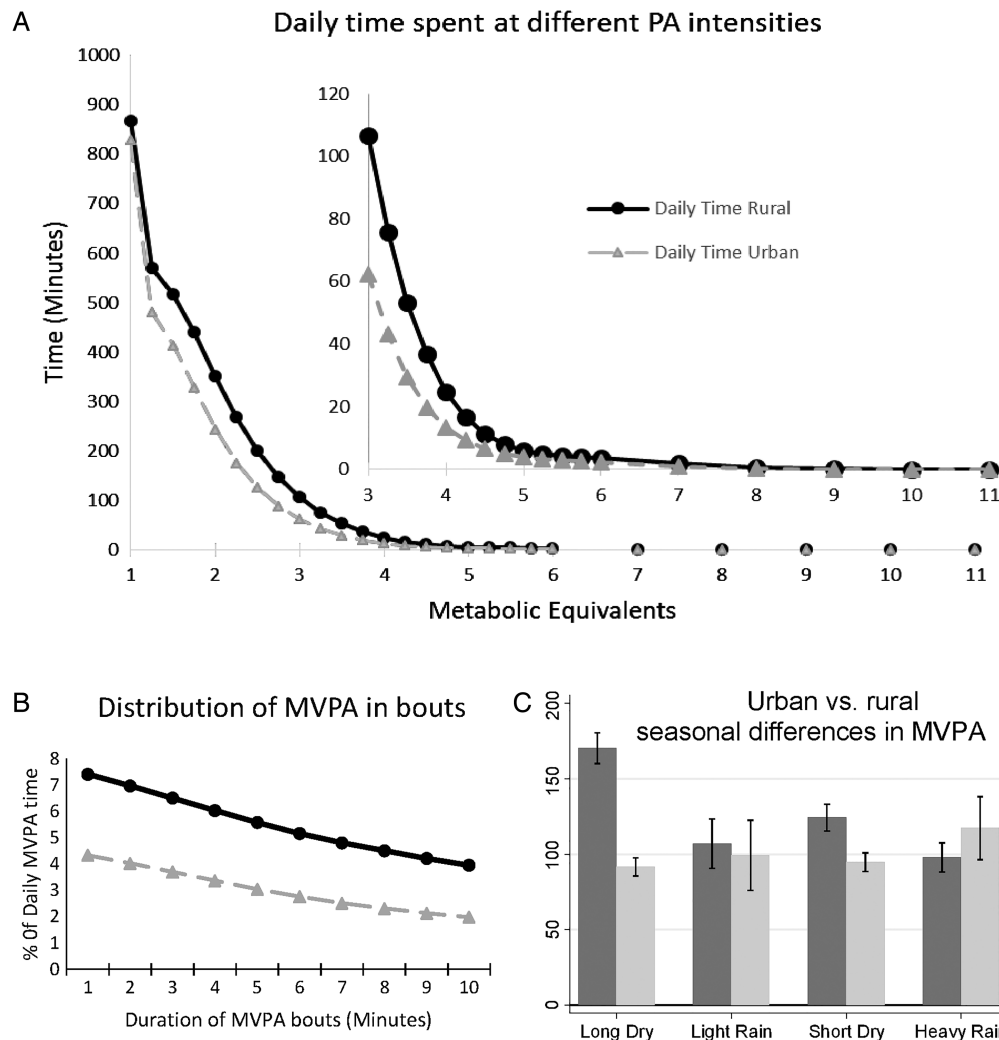 A
Daily time spent at different PA intensities
1000
900
800
700
600
500
400
300
200
100
0
Time (Minutes)
120
100
80
60
40
20
0
3 4 5 6 7 8 9 10 11
Daily Time Rural
Daily Time Urban
1 2 3 4 5 6 7 8 9 10 11
Metabolic Equivalents
B
Distribution of MVPA in bouts
8
7
6
5
4
3
2
1
0
% 0f Daily MVPA time
1 2 3 4 5 6 7 8 9 10
Duration of MVPA bouts (Minutes)
C
Urban vs. rural
seasonal differences in MVPA
200
150
100
50
0
Long Dry Light Rain Short Dry Heavy Rain